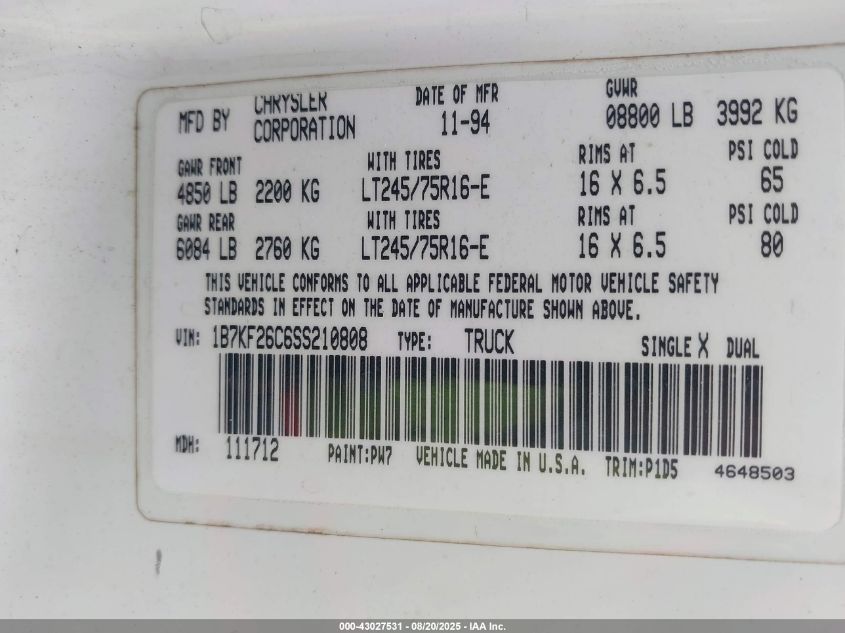 MFD BY CHRYSLER CORPORATION DATE OF MFR 11-94 GVWR 08800 LB 3992 KG
GAWR FRONT WITH TIRES RIMS AT PSI COLD
4850 LB 2200 KG LT245/75R16-E 16 X 6.5 65
GAWR REAR WITH TIRES RIMS AT PSI COLD
6084 LB 2760 KG LT245/75R16-E 16 X 6.5 80
THIS VEHICLE CONFORMS TO ALL APPLICABLE FEDERAL MOTOR VEHICLE SAFETY
STANDARDS IN EFFECT ON THE DATE OF MANUFACTURE SHOWN ABOVE.
VIN: 1B7KF26C6SS210808 TYPE: TRUCK SINGLE X DUAL
MDH: 111712 PAINT:PW7 VEHICLE MADE IN U.S.A. TRIM:P1D5 4648503
000-43027531 - 08/20/2025 - IAA Inc.